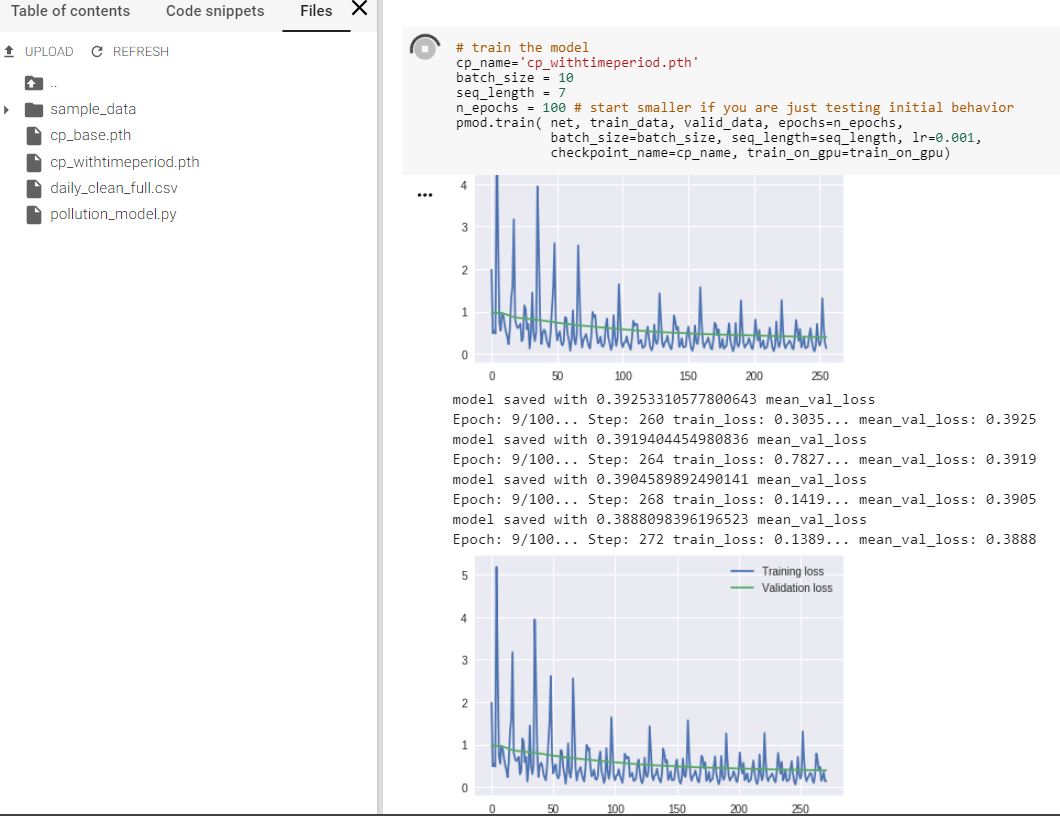 Table of contents
Code snippets
Files
UPLOAD
REFRESH
..
sample_data
cp_base.pth
cp_withtimeperiod.pth
daily_clean_full.csv
pollution_model.py
# train the model
cp_name='cp_withtimeperiod.pth'
batch_size = 10
seq_length = 7
n_epochs = 100 # start smaller if you are just testing initial behavior
pmod.train( net, train_data, valid_data, epochs=n_epochs,
batch_size=batch_size, seq_length=seq_length, lr=0.001,
checkpoint_name=cp_name, train_on_gpu=train_on_gpu)
4
3
2
1
0
0 50 100 150 200 250
model saved with 0.39253310577800643 mean_val_loss
Epoch: 9/100... Step: 260 train_loss: 0.3035... mean_val_loss: 0.3925
model saved with 0.3919404454980836 mean_val_loss
Epoch: 9/100... Step: 264 train_loss: 0.7827... mean_val_loss: 0.3919
model saved with 0.3904589892490141 mean_val_loss
Epoch: 9/100... Step: 268 train_loss: 0.1419... mean_val_loss: 0.3905
model saved with 0.3888098396196523 mean_val_loss
Epoch: 9/100... Step: 272 train_loss: 0.1389... mean_val_loss: 0.3888
Training loss
Validation loss
5
4
3
2
1
0
0 50 100 150 200 250